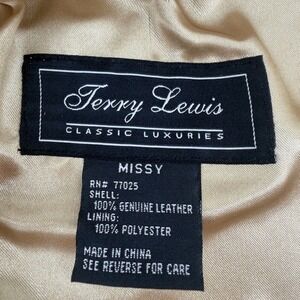 Terry Lewis
CLASSIC LUXURIES
MISSY
RN# 77025
SHELL:
100% GENUINE LEATHER
LINING:
100% POLYESTER
MADE IN CHINA
SEE REVERSE FOR CARE